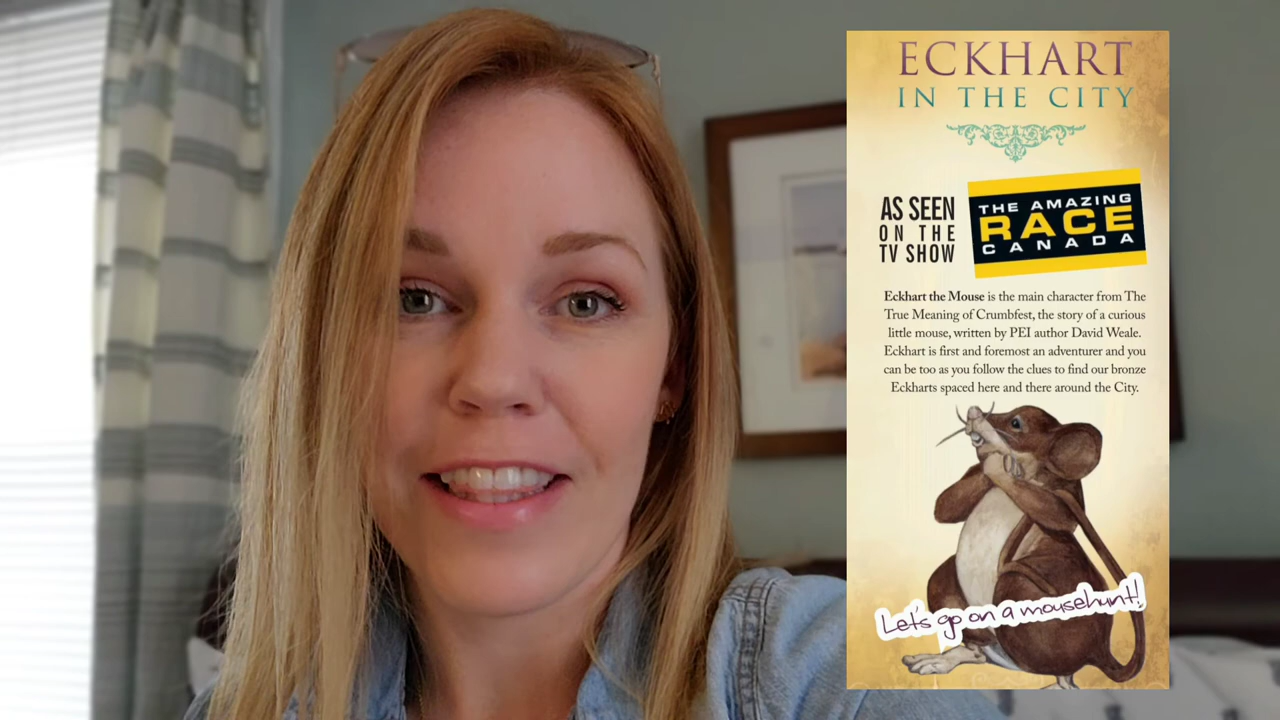 ECKHART
IN THE CITY
AS SEEN
ON THE
TV SHOW
THE AMAZING
RACE
CANADA
Eckhart the Mouse is the main character from The
True Meaning of Crumbfest, the story of a curious
little mouse, written by PEI author David Weale.
Eckhart is first and foremost an adventurer and you
can be too as you follow the clues to find our bronze
Eckharts spaced here and there around the City.
Let's go on a mousehunt!